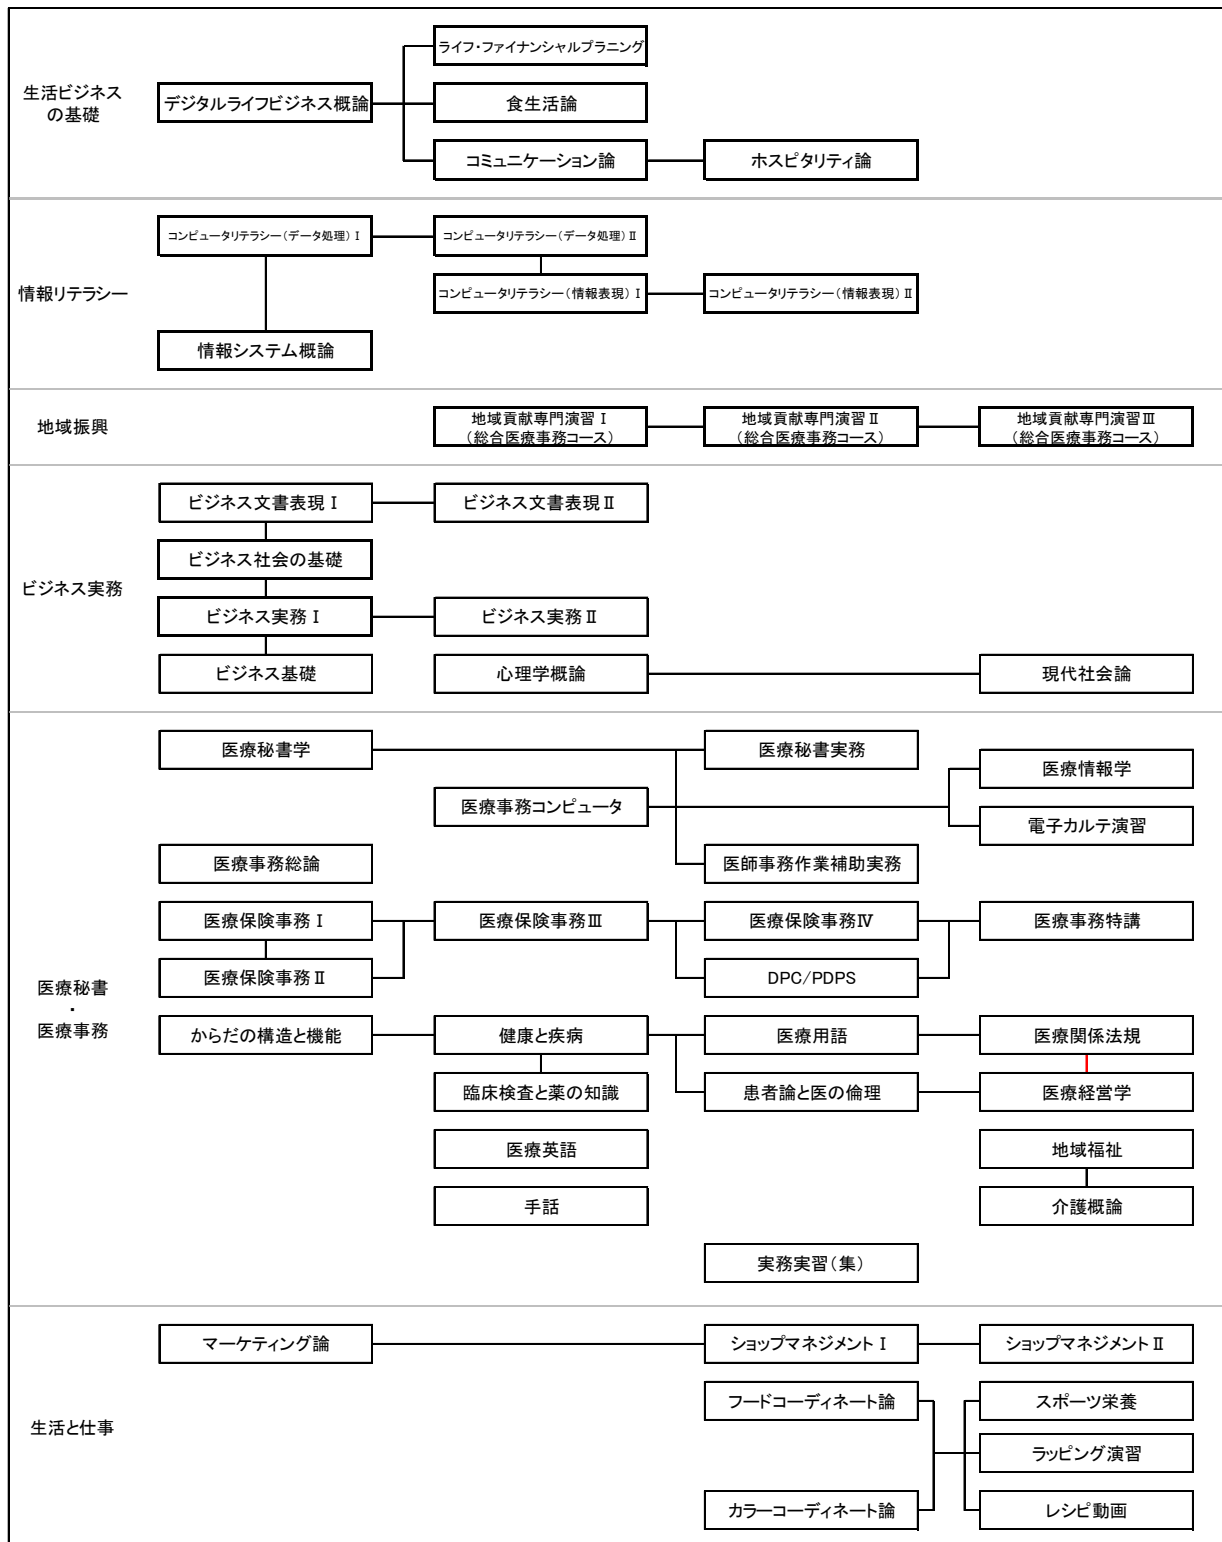 生活ビジネス
の基礎
デジタルライフビジネス概論
ライフ・ファイナンシャルプラニング
食生活論
コミュニケーション論
ホスピタリティ論
情報リテラシー
コンピュータリテラシー(データ処理)Ⅰ
コンピュータリテラシー(データ処理)Ⅱ
コンピュータリテラシー(情報表現)Ⅰ
コンピュータリテラシー(情報表現)Ⅱ
情報システム概論
地域振興
地域貢献専門演習Ⅰ
(総合医療事務コース)
地域貢献専門演習Ⅱ
(総合医療事務コース)
地域貢献専門演習Ⅲ
(総合医療事務コース)
ビジネス実務
ビジネス文書表現Ⅰ
ビジネス文書表現Ⅱ
ビジネス社会の基礎
ビジネス実務Ⅰ
ビジネス実務Ⅱ
ビジネス基礎
心理学概論
現代社会論
医療秘書
・
医療事務
医療秘書学
医療秘書実務
医療情報学
医療事務コンピュータ
電子カルテ演習
医療事務総論
医師事務作業補助実務
医療保険事務Ⅰ
医療保険事務Ⅲ
医療保険事務Ⅳ
医療事務特講
医療保険事務Ⅱ
DPC/PDPS
からだの構造と機能
健康と疾病
医療用語
医療関係法規
臨床検査と薬の知識
患者論と医の倫理
医療経営学
医療英語
地域福祉
手話
介護概論
実務実習(集)
生活と仕事
マーケティング論
ショップマネジメントⅠ
ショップマネジメントⅡ
フードコーディネート論
スポーツ栄養
ラッピング演習
カラーコーディネート論
レシピ動画